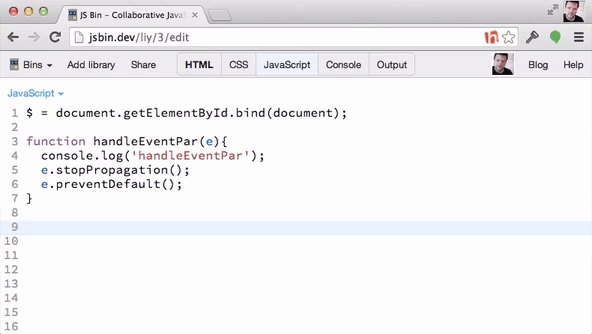 JS Bin – Collaborative JavaS
jsbin.dev/liy/3/edit
Bins Add library Share HTML CSS JavaScript Console Output Blog Help
JavaScript
1 $ = document.getElementById.bind(document);
2
3 function handleEventPar(e){
4 console.log('handleEventPar');
5 e.stopPropagation();
6 e.preventDefault();
7 }
8
9
10
11
12
13
14
15
16